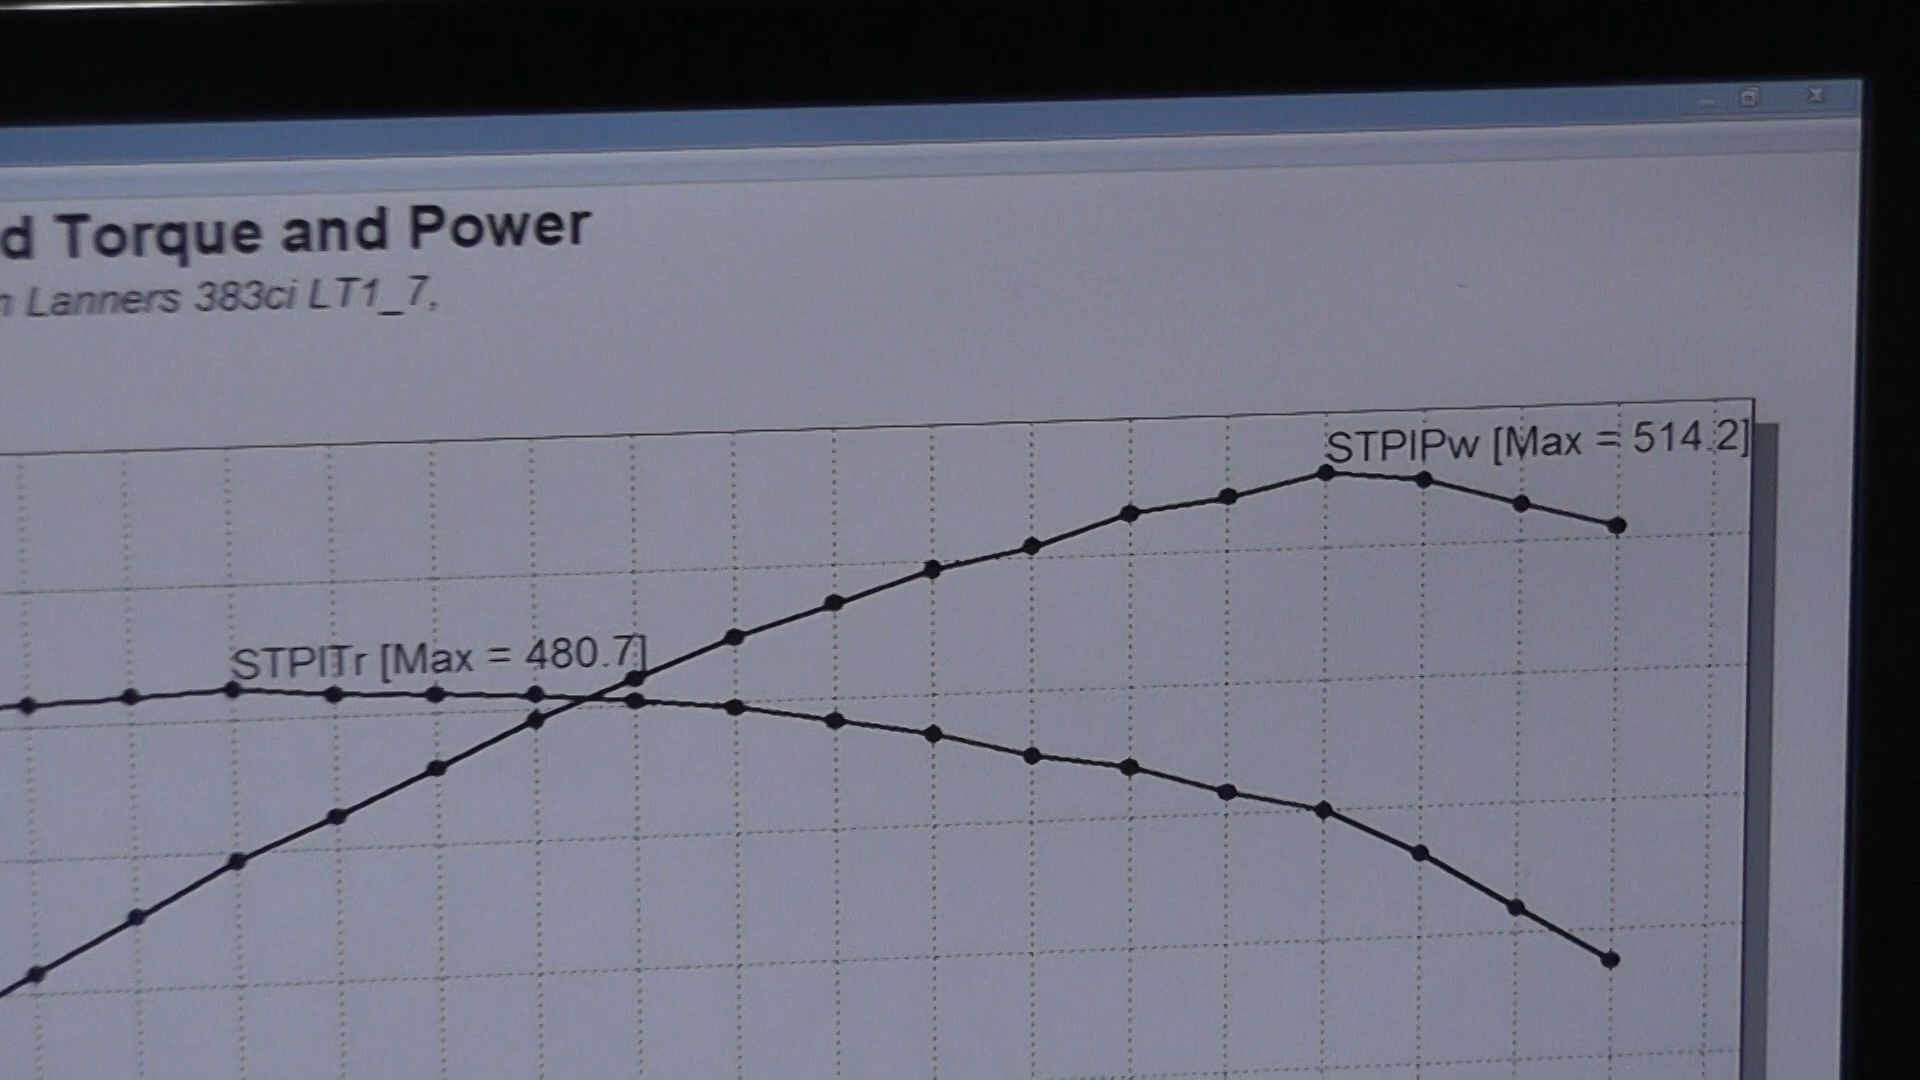 d Torque and Power
n Lanners 383ci LT1_7,
STPIPw [Max = 514.2]
STPITr [Max = 480.7]